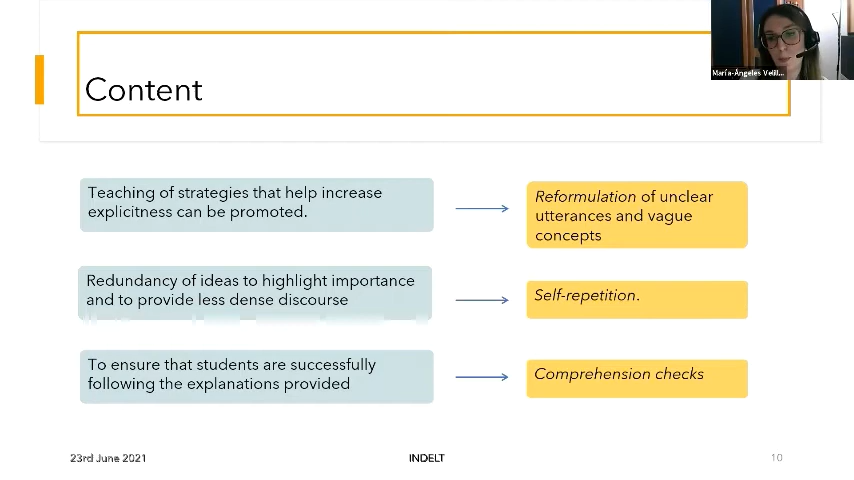 María-Ángeles Velill...
Content
Teaching of strategies that help increase
explicitness can be promoted.
Reformulation of unclear
utterances and vague
concepts
Redundancy of ideas to highlight importance
and to provide less dense discourse
Self-repetition.
To ensure that students are successfully
following the explanations provided
Comprehension checks
23rd June 2021
INDELT
10